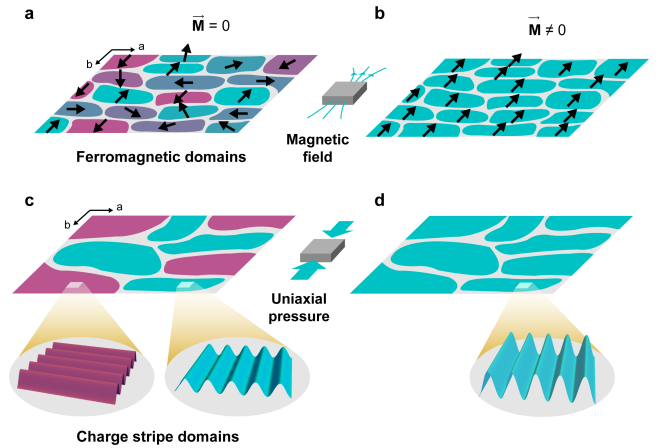 a
M = 0
b
a
b
M ≠ 0
Ferromagnetic domains
Magnetic
field
c
a
b
d
Uniaxial
pressure
Charge stripe domains